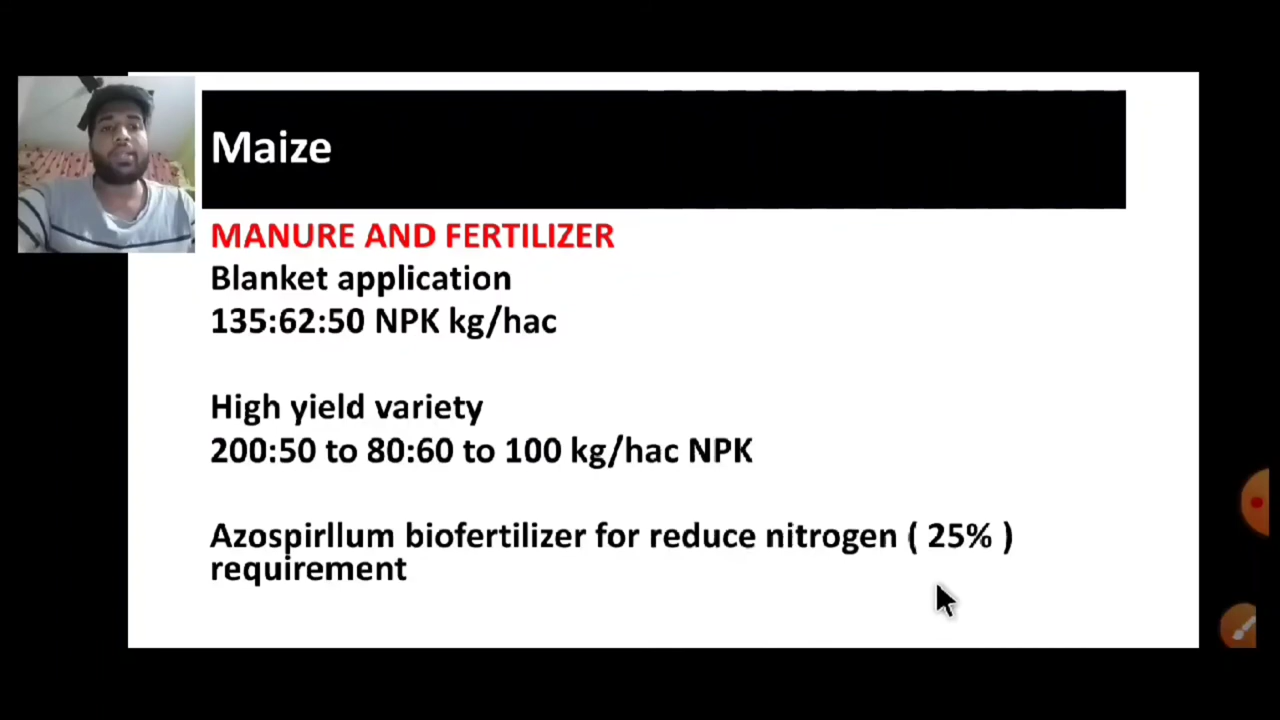 Maize
MANURE AND FERTILIZER
Blanket application
135:62:50 NPK kg/hac
High yield variety
200:50 to 80:60 to 100 kg/hac NPK
Azospirllum biofertilizer for reduce nitrogen ( 25% )
requirement